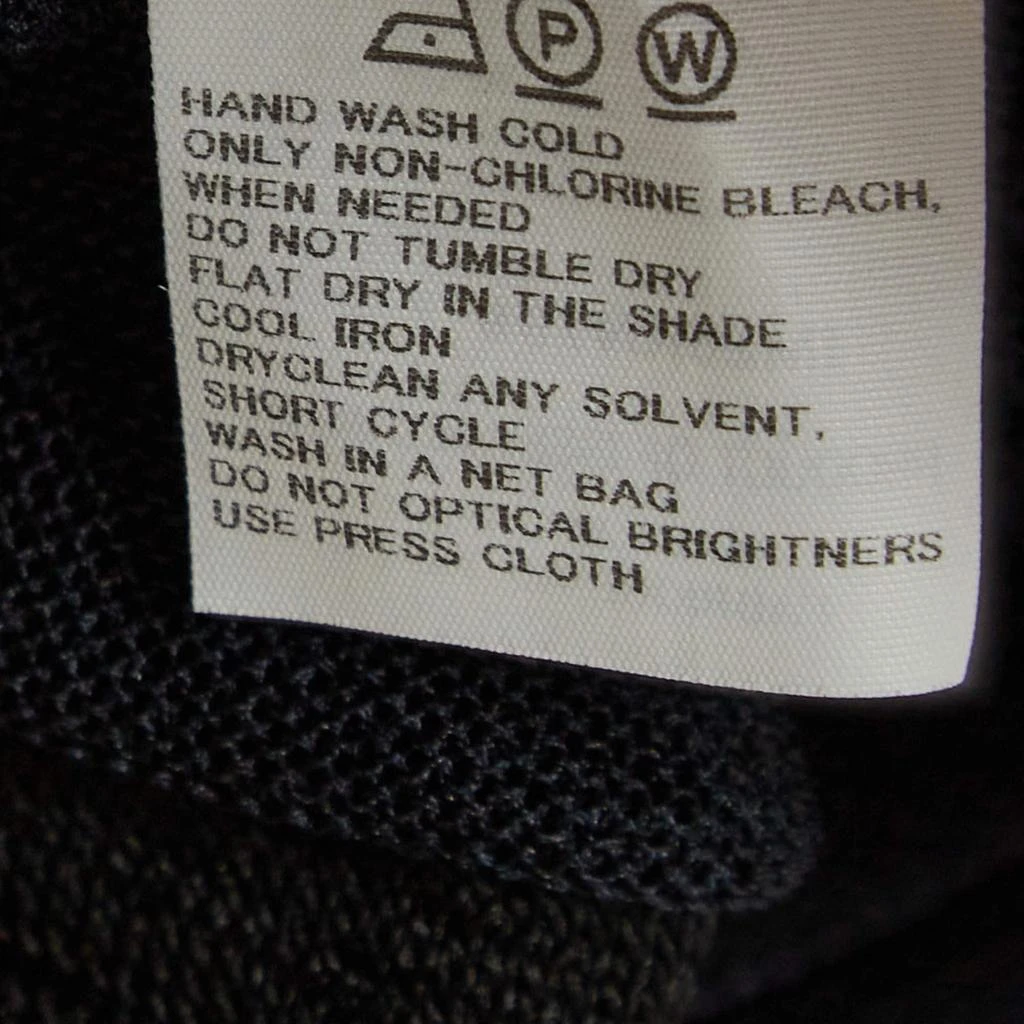 P W
HAND WASH COLD
ONLY NON-CHLORINE BLEACH,
WHEN NEEDED
DO NOT TUMBLE DRY
FLAT DRY IN THE SHADE
COOL IRON
DRYCLEAN ANY SOLVENT,
SHORT CYCLE
WASH IN A NET BAG
DO NOT OPTICAL BRIGHTNERS
USE PRESS CLOTH